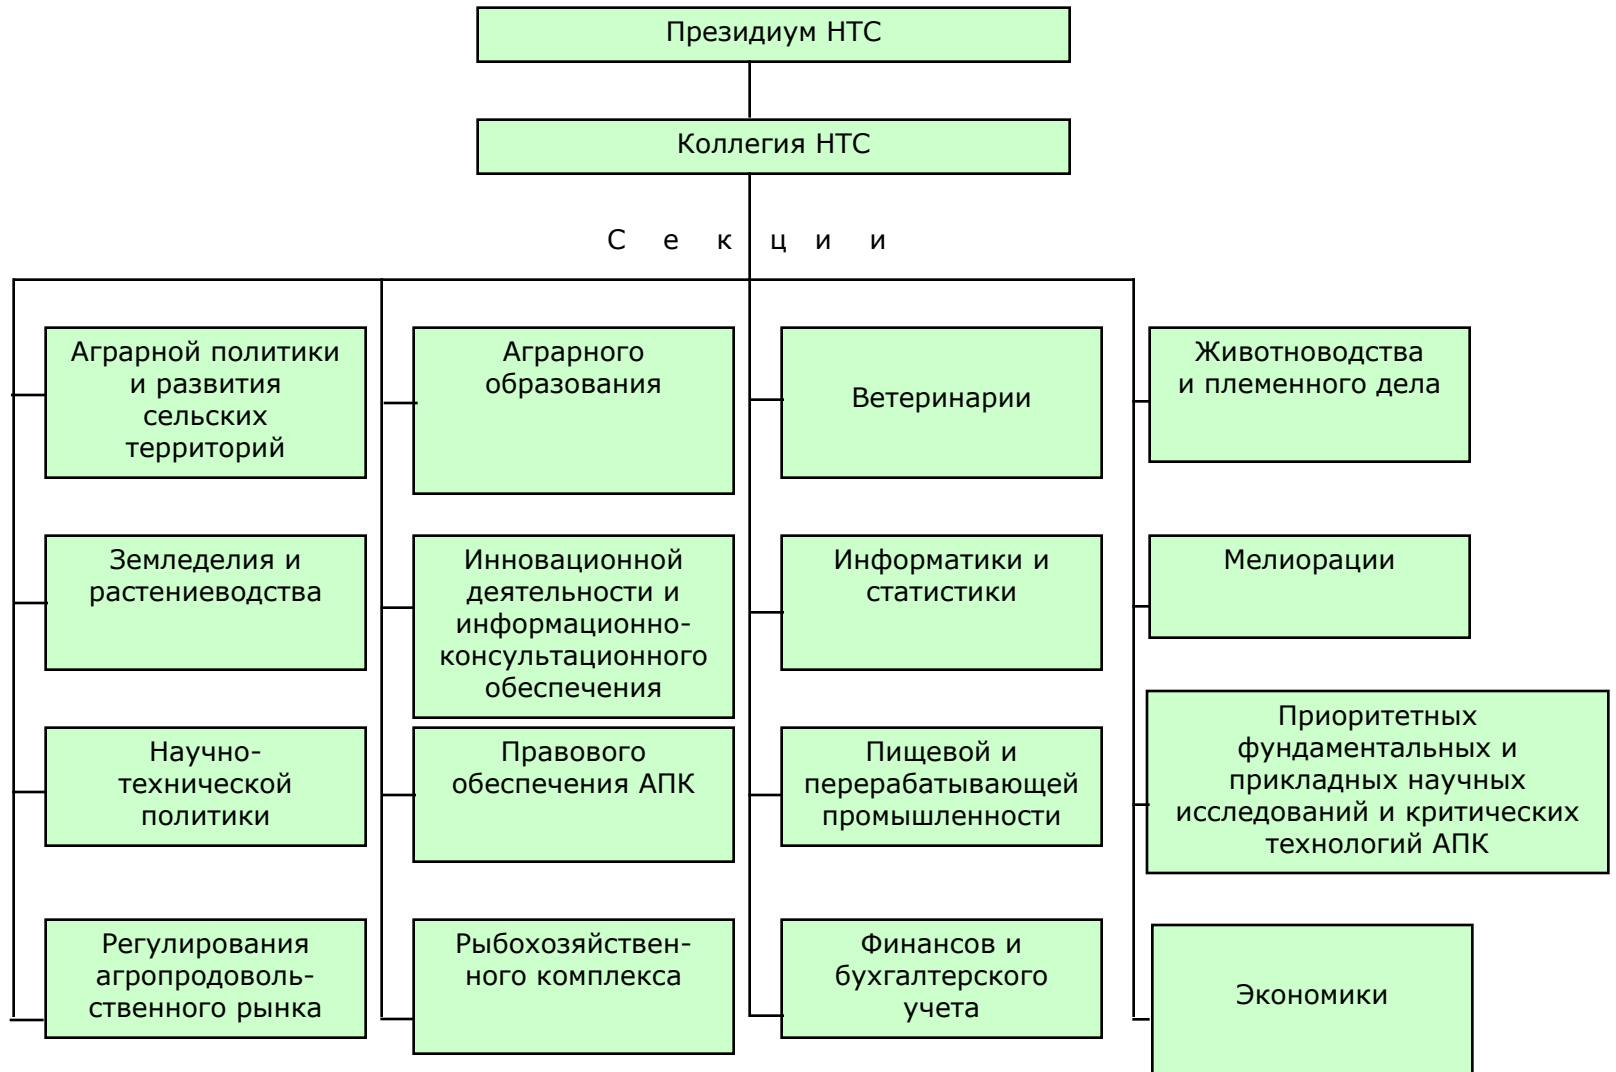 Президиум НТС
Коллегия НТС
С е к ц и и
Аграрной политики
и развития
сельских
территорий
Аграрного
образования
Ветеринарии
Животноводства
и племенного дела
Земледелия и
растениеводства
Инновационной
деятельности и
информационно-
консультационного
обеспечения
Информатики и
статистики
Мелиорации
Научно-
технической
политики
Правового
обеспечения АПК
Пищевой и
перерабатывающей
промышленности
Приоритетных
фундаментальных и
прикладных научных
исследований и критических
технологий АПК
Регулирования
агропродоволь-
ственного рынка
Рыбохозяйствен-
ного комплекса
Финансов и
бухгалтерского
учета
Экономики